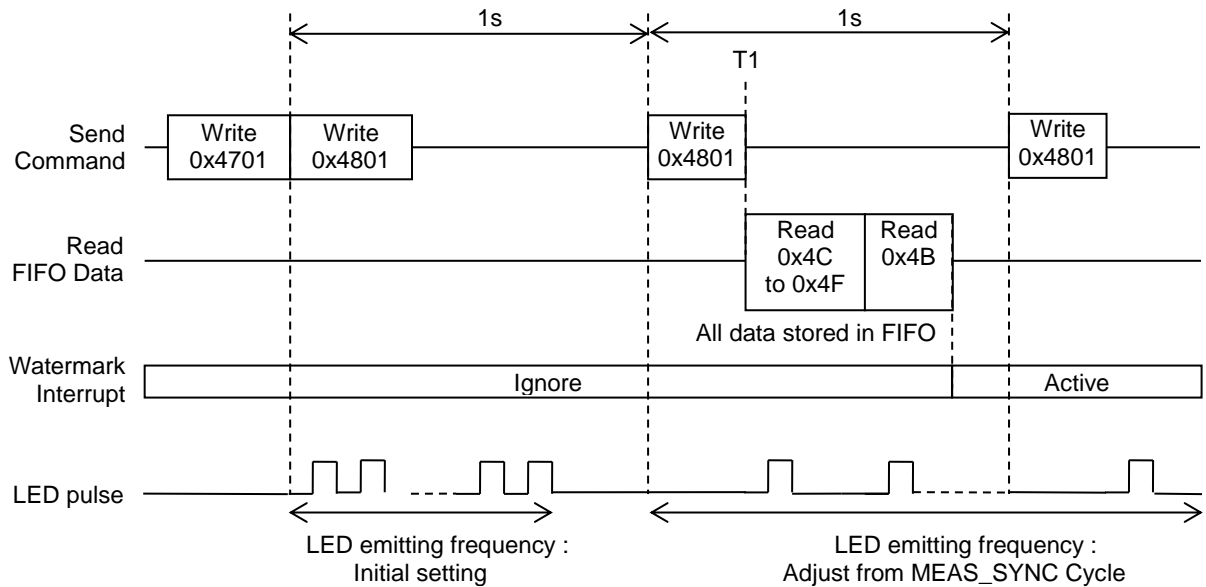 1s
1s
T1
Send
Command
Write
0x4701
Write
0x4801
Write
0x4801
Write
0x4801
Read
FIFO Data
Read
0x4C
to 0x4F
Read
0x4B
All data stored in FIFO
Watermark
Interrupt
Ignore
Active
LED pulse
LED emitting frequency :
Initial setting
LED emitting frequency :
Adjust from MEAS_SYNC Cycle